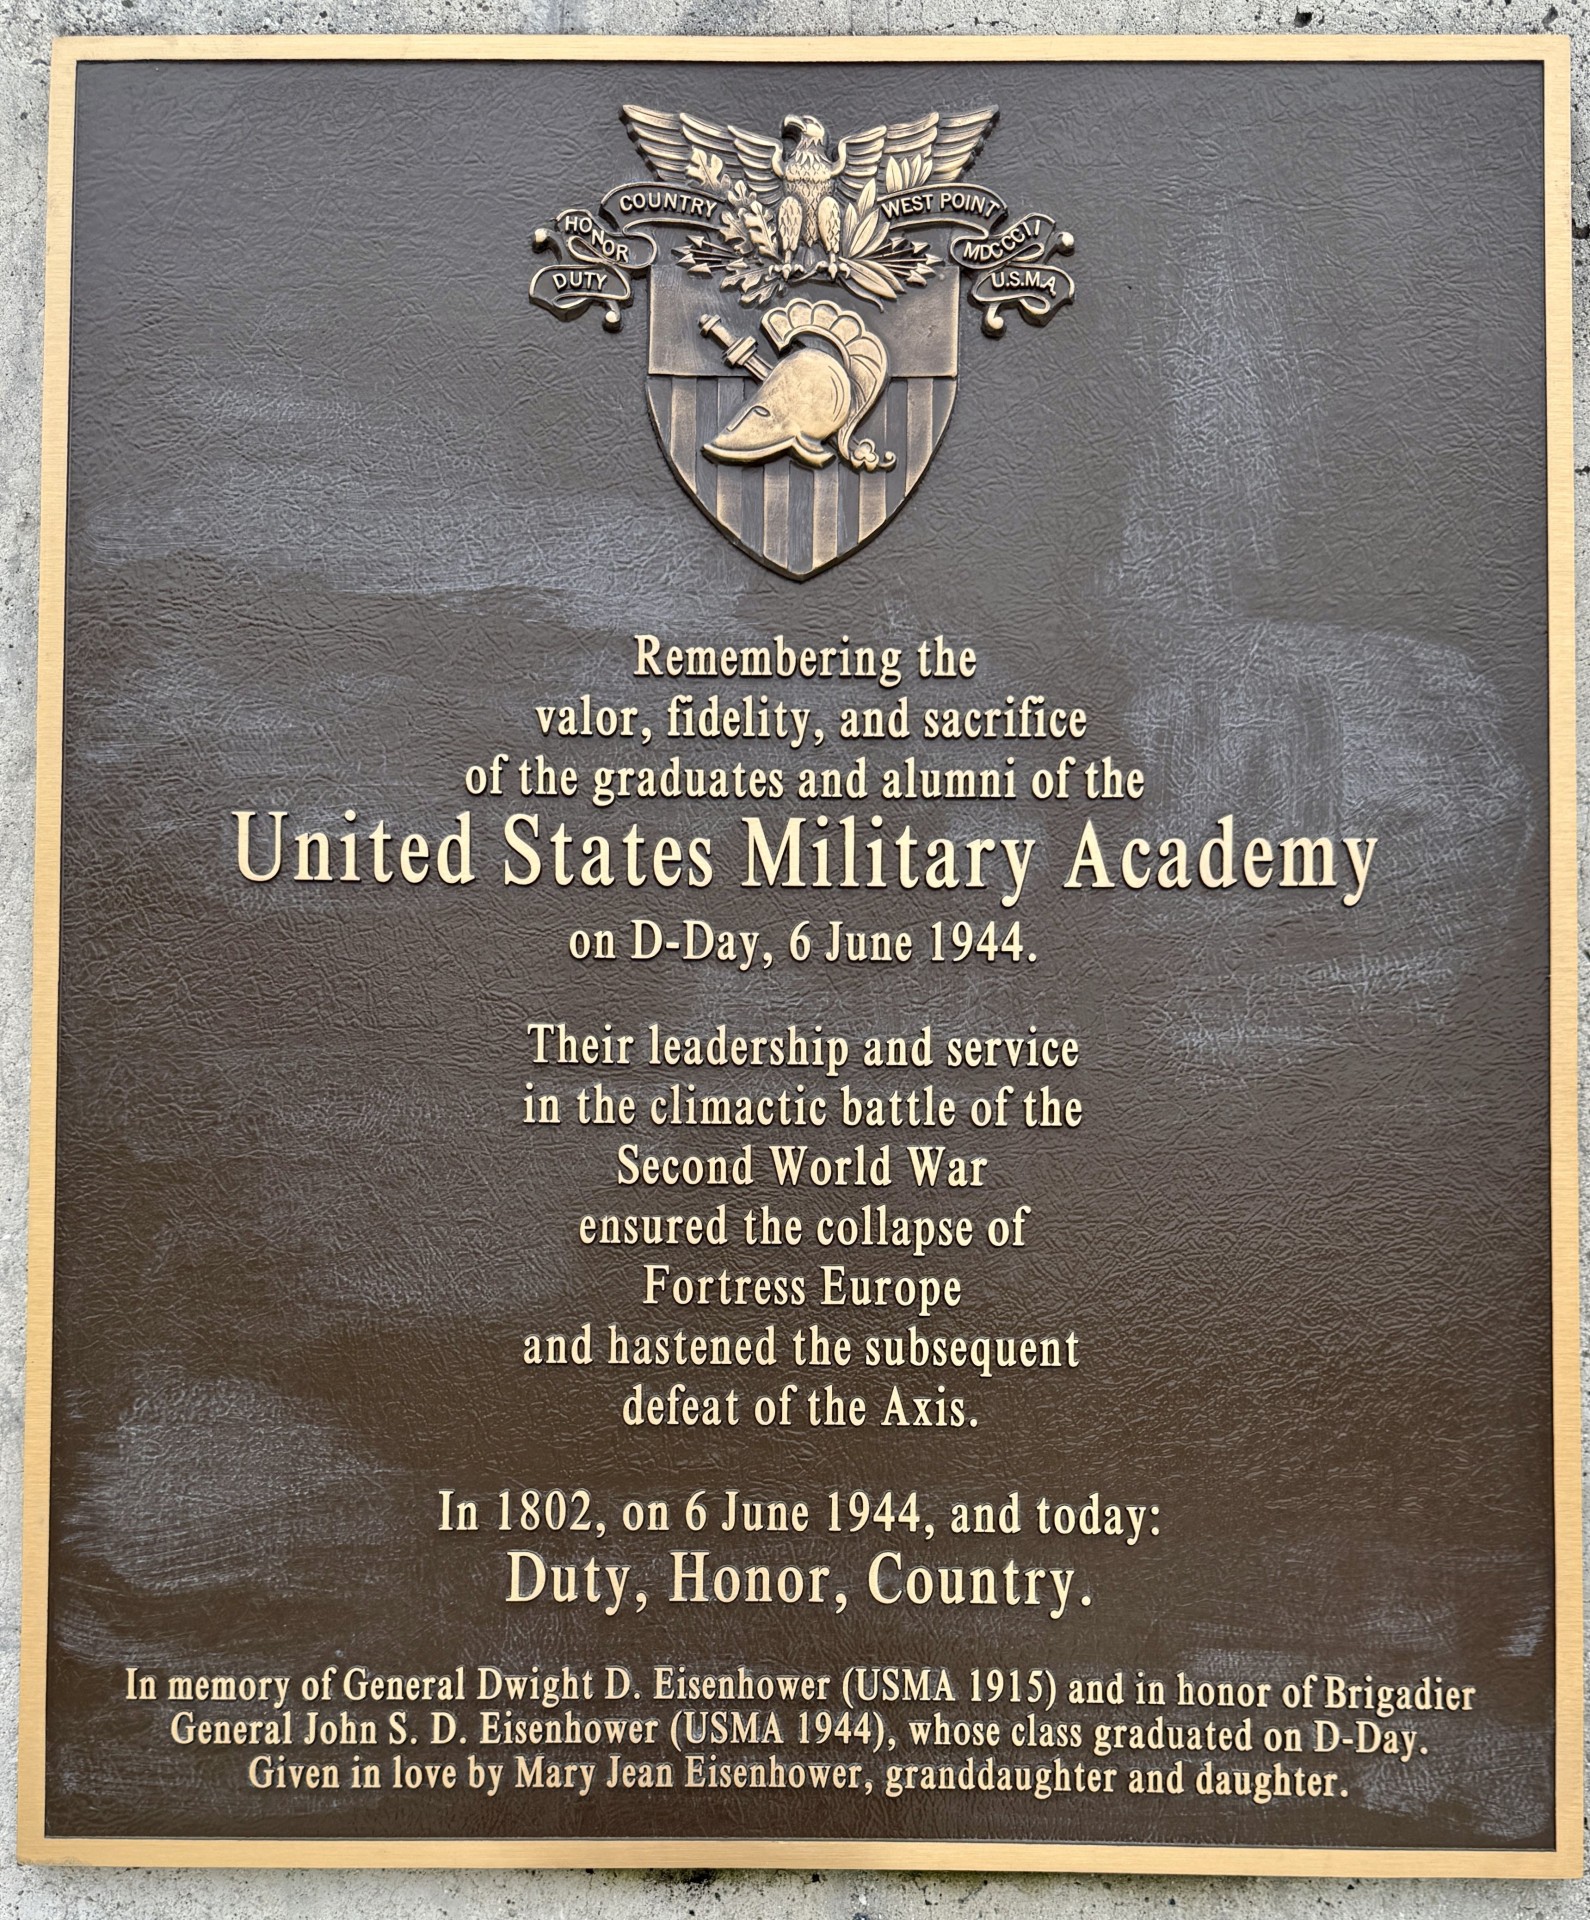 DUTY
HONOR
COUNTRY
WEST POINT
MDCCCII
U.S.M.A.
Remembering the
valor, fidelity, and sacrifice
of the graduates and alumni of the
United States Military Academy
on D-Day, 6 June 1944.
Their leadership and service
in the climactic battle of the
Second World War
ensured the collapse of
Fortress Europe
and hastened the subsequent
defeat of the Axis.
In 1802, on 6 June 1944, and today:
Duty, Honor, Country.
In memory of General Dwight D. Eisenhower (USMA 1915) and in honor of Brigadier
General John S. D. Eisenhower (USMA 1944), whose class graduated on D-Day.
Given in love by Mary Jean Eisenhower, granddaughter and daughter.